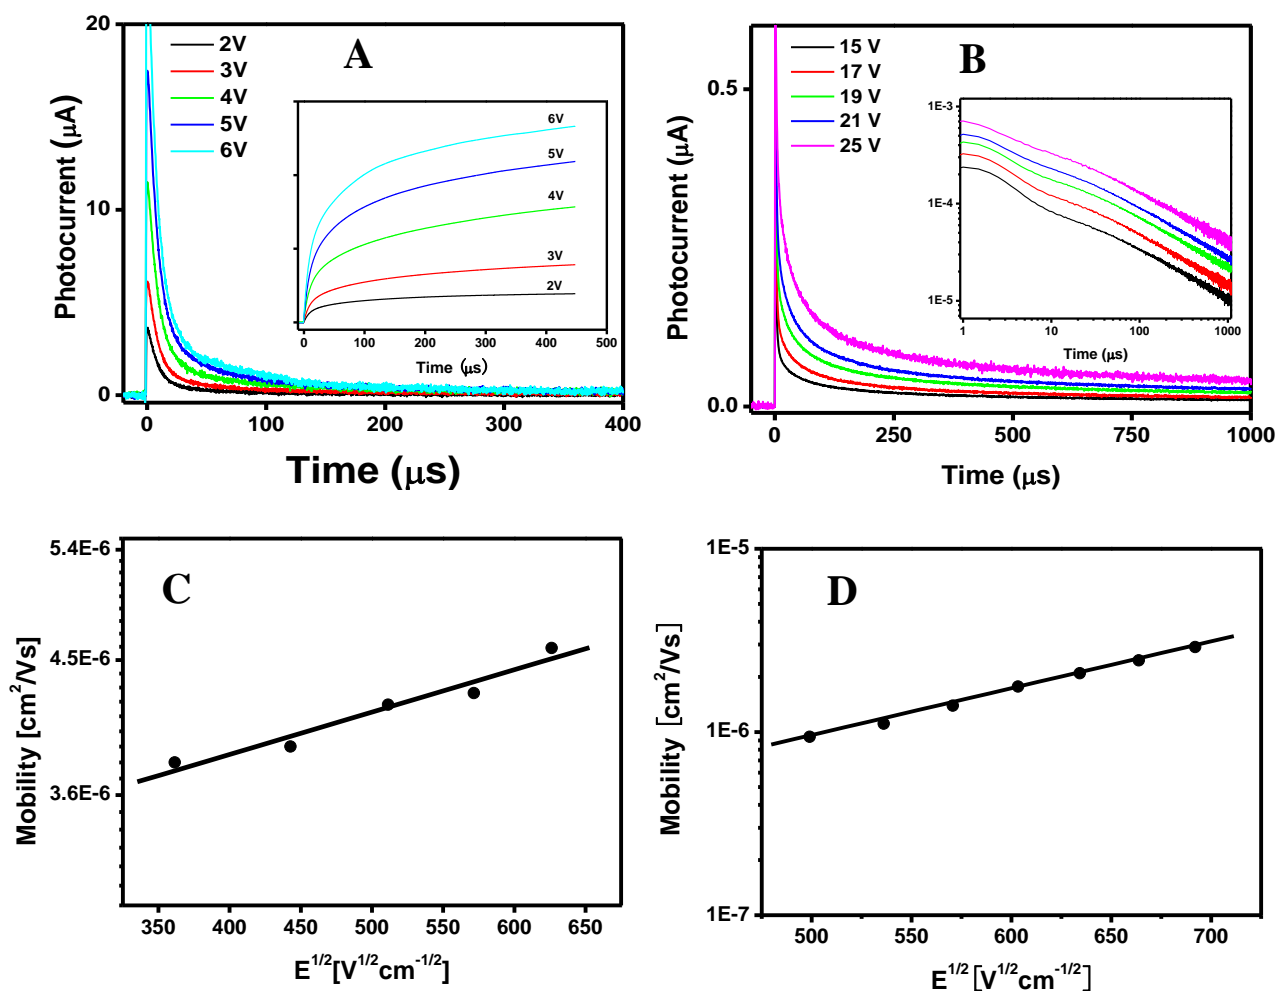 A
2V
3V
4V
5V
6V
Photocurrent (μA)
20
10
0
0
100
200
300
400
Time (μs)
6V
5V
4V
3V
2V
0
100
200
300
400
500
Time (μs)
B
15 V
17 V
19 V
21 V
25 V
Photocurrent (μA)
0.5
0.0
0
250
500
750
1000
Time (μs)
1E-3
1E-4
1E-5
1
10
100
1000
Time (μs)
C
Mobility [cm²/Vs]
5.4E-6
4.5E-6
3.6E-6
350
400
450
500
550
600
650
E^1/2[V^1/2cm^-1/2]
D
Mobility [cm²/Vs]
1E-5
1E-6
1E-7
500
550
600
650
700
E^1/2[V^1/2cm^-1/2]